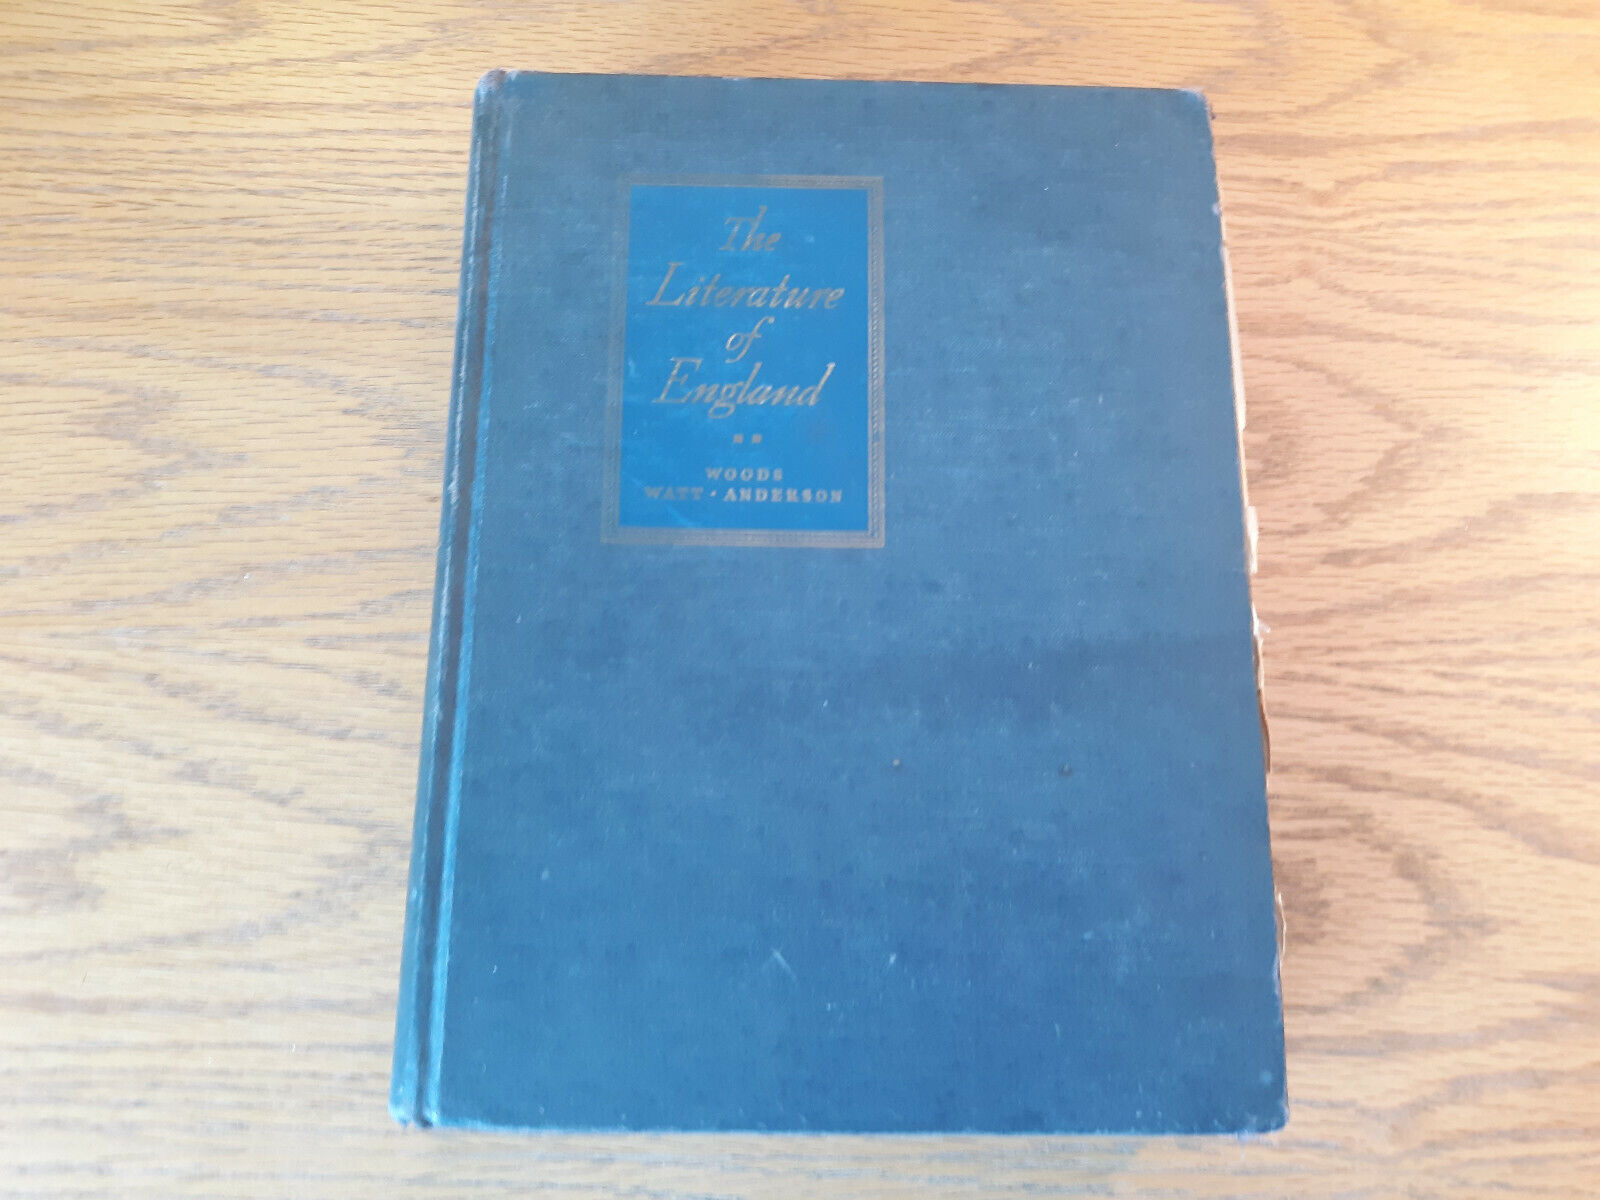 The
Literature
of
England
WOODS
WATT · ANDERSON